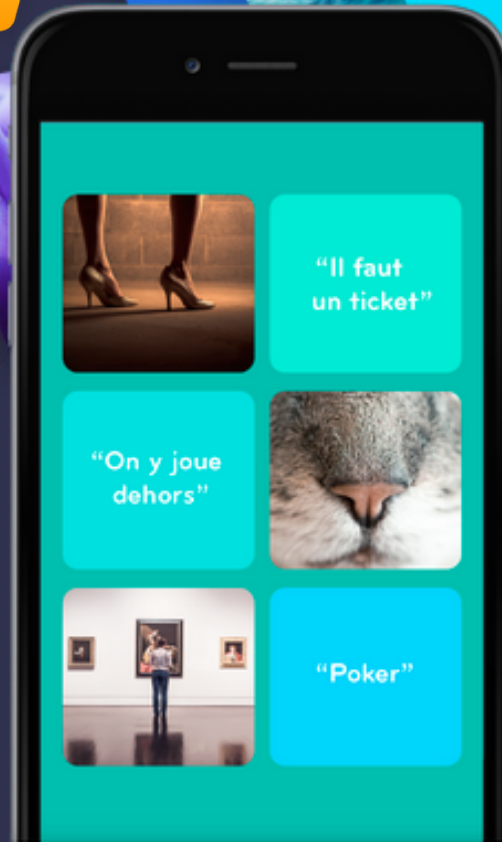 “Il faut
un ticket”
“On y joue
dehors”
“Poker”